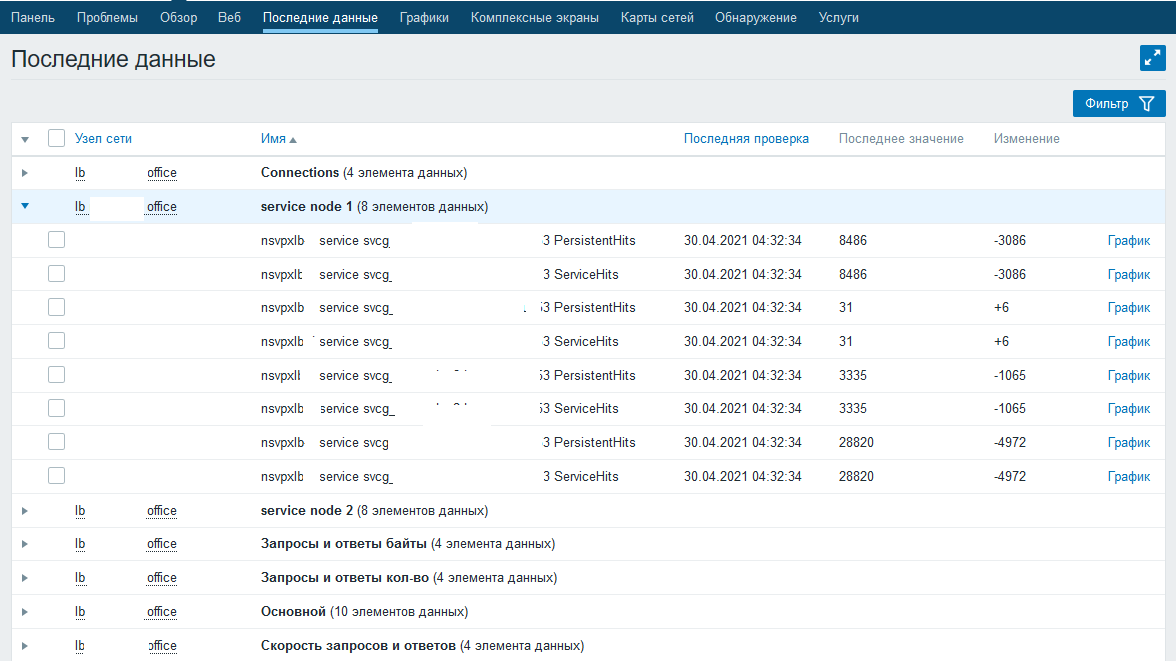 Панель Проблемы Обзор Веб Последние данные Графики Комплексные экраны Карты сетей Обнаружение Услуги
Последние данные
Фильтр
Узел сети Имя Последняя проверка Последнее значение Изменение
lb office Connections (4 элемента данных)
lb office service node 1 (8 элементов данных)
nsvpxlb service svcg_ 3 PersistentHits 30.04.2021 04:32:34 8486 -3086 График
nsvpxlb service svcg_ 3 ServiceHits 30.04.2021 04:32:34 8486 -3086 График
nsvpxlb service svcg_ 53 PersistentHits 30.04.2021 04:32:34 31 +6 График
nsvpxlb service svcg_ 3 ServiceHits 30.04.2021 04:32:34 31 +6 График
nsvpxlb service svcg_ 53 PersistentHits 30.04.2021 04:32:34 3335 -1065 График
nsvpxlb service svcg_ 53 ServiceHits 30.04.2021 04:32:34 3335 -1065 График
nsvpxlb service svcg 3 PersistentHits 30.04.2021 04:32:34 28820 -4972 График
nsvpxlb service svcg_ 3 ServiceHits 30.04.2021 04:32:34 28820 -4972 График
lb office service node 2 (8 элементов данных)
lb office Запросы и ответы байты (4 элемента данных)
lb office Запросы и ответы кол-во (4 элемента данных)
lb office Основной (10 элементов данных)
lb office Скорость запросов и ответов (4 элемента данных)